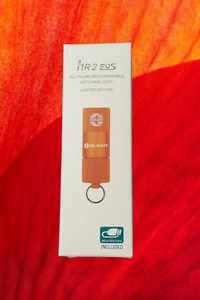 i1R 2 EOS
ALL-IN-ONE RECHARGEABLE
KEYCHAIN LIGHT
LIMITED EDITION
OLIGHT
INCLUDED